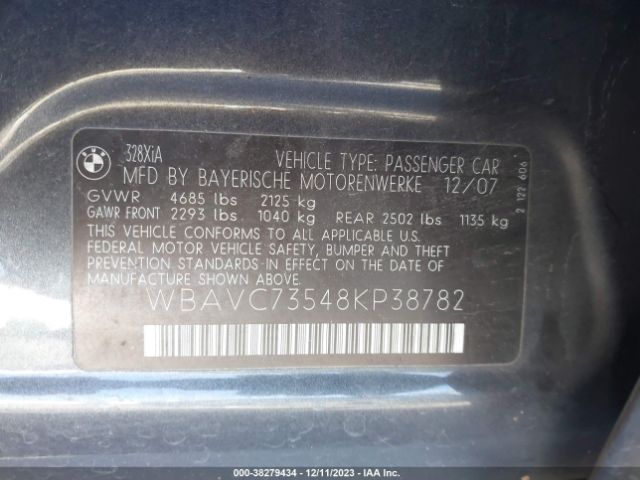 328XiA
VEHICLE TYPE: PASSENGER CAR
MFD BY BAYERISCHE MOTORENWERKE 12/07
GVWR 4685 lbs 2125 kg
GAWR FRONT 2293 lbs 1040 kg REAR 2502 lbs 1135 kg
THIS VEHICLE CONFORMS TO ALL APPLICABLE U.S.
FEDERAL MOTOR VEHICLE SAFETY, BUMPER AND THEFT
PREVENTION STANDARDS IN EFFECT ON THE DATE OF
MANUFACTURE SHOWN ABOVE.
WBAVC73548KP38782
2 122 606
BMW
000-38279434 - 12/11/2023 - IAA Inc.